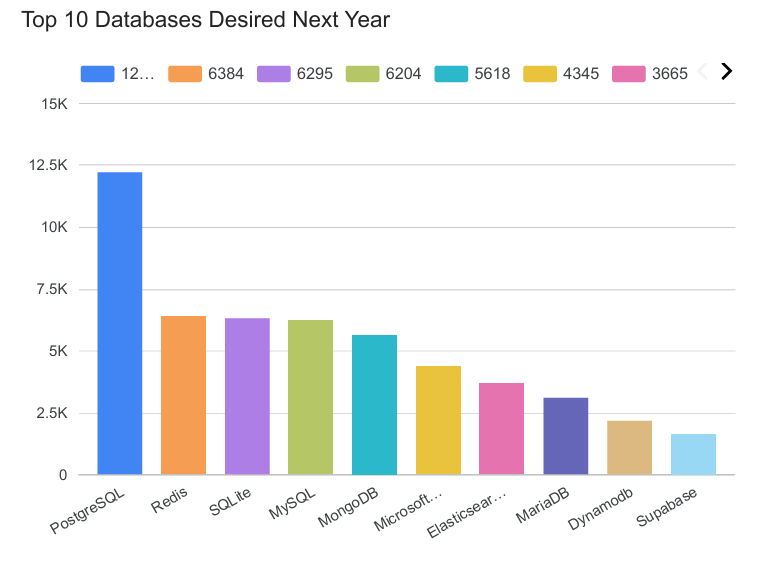 Top 10 Databases Desired Next Year
12… 6384 6295 6204 5618 4345 3665
15K
12.5K
10K
7.5K
5K
2.5K
0
PostgreSQL Redis SQLite MySQL MongoDB Microsoft… Elasticsear… MariaDB Dynamodb Supabase